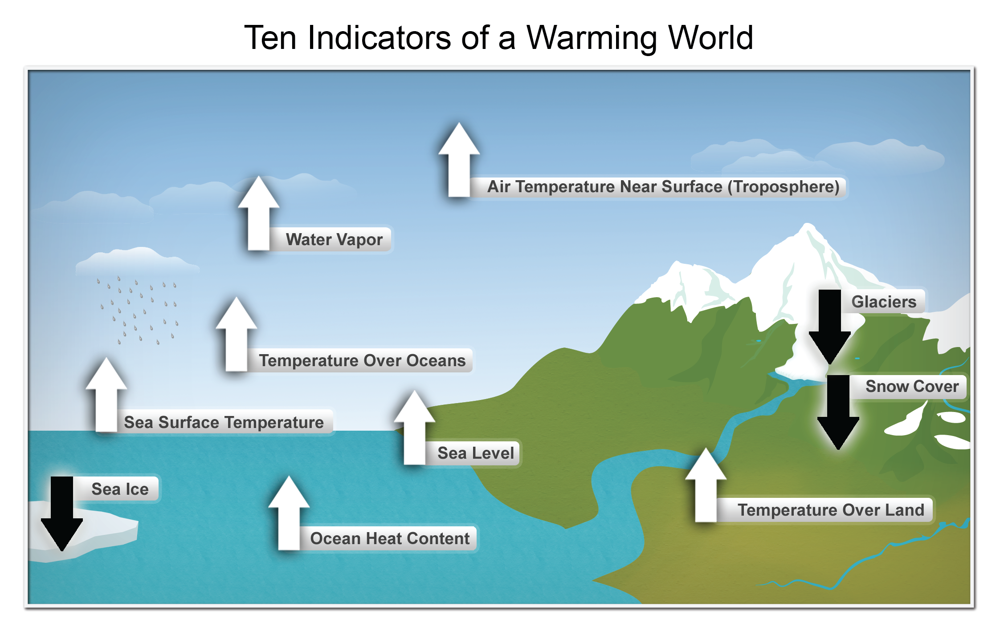 Ten Indicators of a Warming World
Air Temperature Near Surface (Troposphere)
Water Vapor
Glaciers
Temperature Over Oceans
Snow Cover
Sea Surface Temperature
Sea Level
Sea Ice
Temperature Over Land
Ocean Heat Content